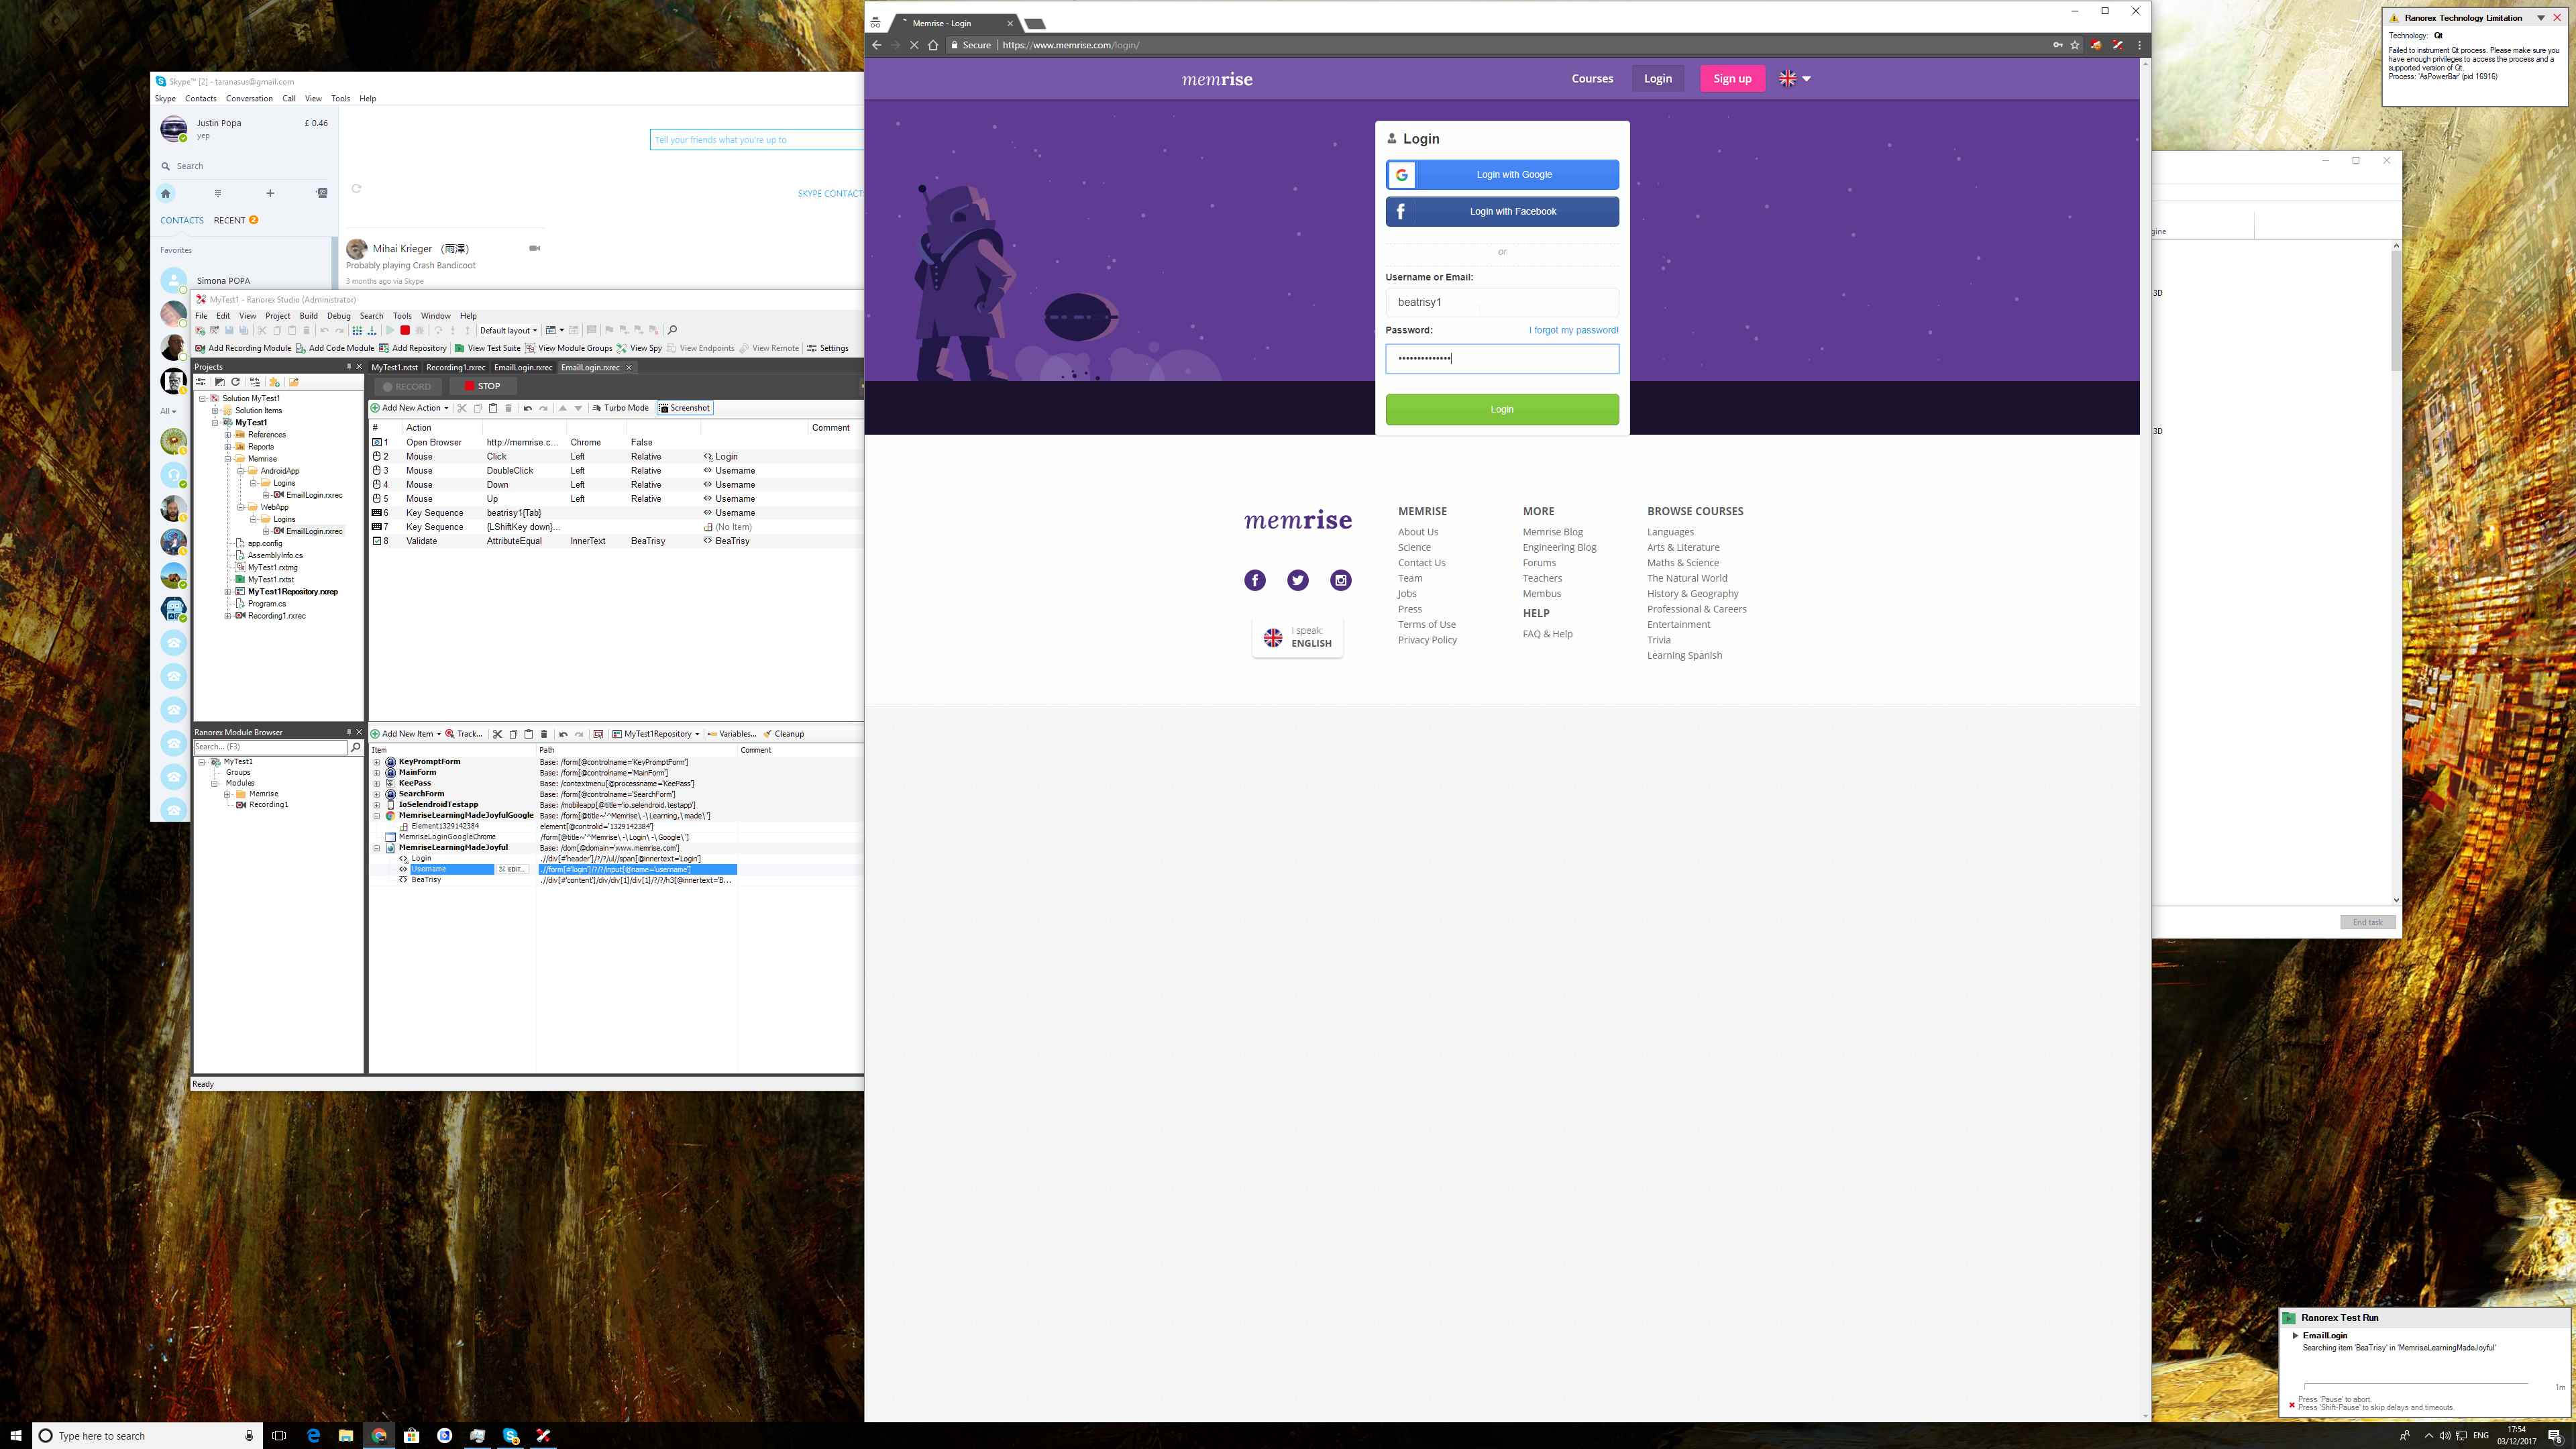 Skype™ [2] - taranasus@gmail.com
Skype Contacts Conversation Call View Tools Help
Justin Popa £ 0.46
yep
Tell your friends what you're up to
Search
SKYPE CONTACTS
CONTACTS RECENT 2
Favorites
Mihai Krieger （雨澤）
Probably playing Crash Bandicoot
3 months ago via Skype
Simona POPA
All
MyTest1 - Ranorex Studio (Administrator)
File Edit View Project Build Debug Search Tools Window Help
Default layout
Add Recording Module Add Code Module Add Repository View Test Suite View Module Groups View Spy View Endpoints View Remote Settings
Projects
MyTest1.rxtst Recording1.rxrec EmailLogin.rxrec EmailLogin.rxrec
RECORD STOP
Add New Action Turbo Mode Screenshot
Solution MyTest1
Solution Items
MyTest1
References
Reports
Memrise
AndroidApp
Logins
EmailLogin.rxrec
WebApp
Logins
EmailLogin.rxrec
app.config
AssemblyInfo.cs
MyTest1.rxtmg
MyTest1.rxtst
MyTest1Repository.rxrep
Program.cs
Recording1.rxrec
# Action Comment
1 Open Browser http://memrise.c... Chrome False
2 Mouse Click Left Relative Login
3 Mouse DoubleClick Left Relative Username
4 Mouse Down Left Relative Username
5 Mouse Up Left Relative Username
6 Key Sequence beatrisy1{Tab} Username
7 Key Sequence {LShiftKey down}... (No Item)
8 Validate AttributeEqual InnerText BeaTrisy BeaTrisy
Ranorex Module Browser
Search... (F3)
MyTest1
Groups
Modules
Memrise
Recording1
Add New Item Track... MyTest1Repository Variables... Cleanup
Item Path Comment
KeyPromptForm Base: /form[@controlname='KeyPromptForm']
MainForm Base: /form[@controlname='MainForm']
KeePass Base: /contextmenu[@processname='KeePass']
SearchForm Base: /form[@controlname='SearchForm']
IoSelendroidTestapp Base: /mobileapp[@title='io.selendroid.testapp']
MemriseLearningMadeJoyfulGoogle Base: /form[@title~'^Memrise\ -\ Learning,\ made\ ']
Element1329142384 element[@controlid='1329142384']
MemriseLoginGoogleChrome /form[@title~'^Memrise\ -\ Login\ -\ Google\ ']
MemriseLearningMadeJoyful Base: /dom[@domain='www.memrise.com']
Login .//div[#'header']/?/?/ul//span[@innertext='Login']
Username EDIT... .//form[#'login']/?/?/input[@name='username']
BeaTrisy .//div[#'content']/div/div[1]/div[1]/?/?/h3[@innertext='B...
Ready
Memrise - Login
Secure https://www.memrise.com/login/
memrise Courses Login Sign up
Login
Login with Google
Login with Facebook
or
Username or Email:
beatrisy1
Password: I forgot my password!
••••••••••••••
Login
memrise
I speak:
ENGLISH
MEMRISE
About Us
Science
Contact Us
Team
Jobs
Press
Terms of Use
Privacy Policy
MORE
Memrise Blog
Engineering Blog
Forums
Teachers
Membus
HELP
FAQ & Help
BROWSE COURSES
Languages
Arts & Literature
Maths & Science
The Natural World
History & Geography
Professional & Careers
Entertainment
Trivia
Learning Spanish
Ranorex Technology Limitation
Technology: Qt
Failed to instrument Qt process. Please make sure you
have enough privileges to access the process and a
supported version of Qt.
Process: 'AsPowerBar' (pid 16916)
gine
3D
3D
End task
Ranorex Test Run
EmailLogin
Searching item 'BeaTrisy' in 'MemriseLearningMadeJoyful'
1m
Press 'Pause' to abort.
Press 'Shift-Pause' to skip delays and timeouts.
Type here to search
ENG
17:54
03/12/2017